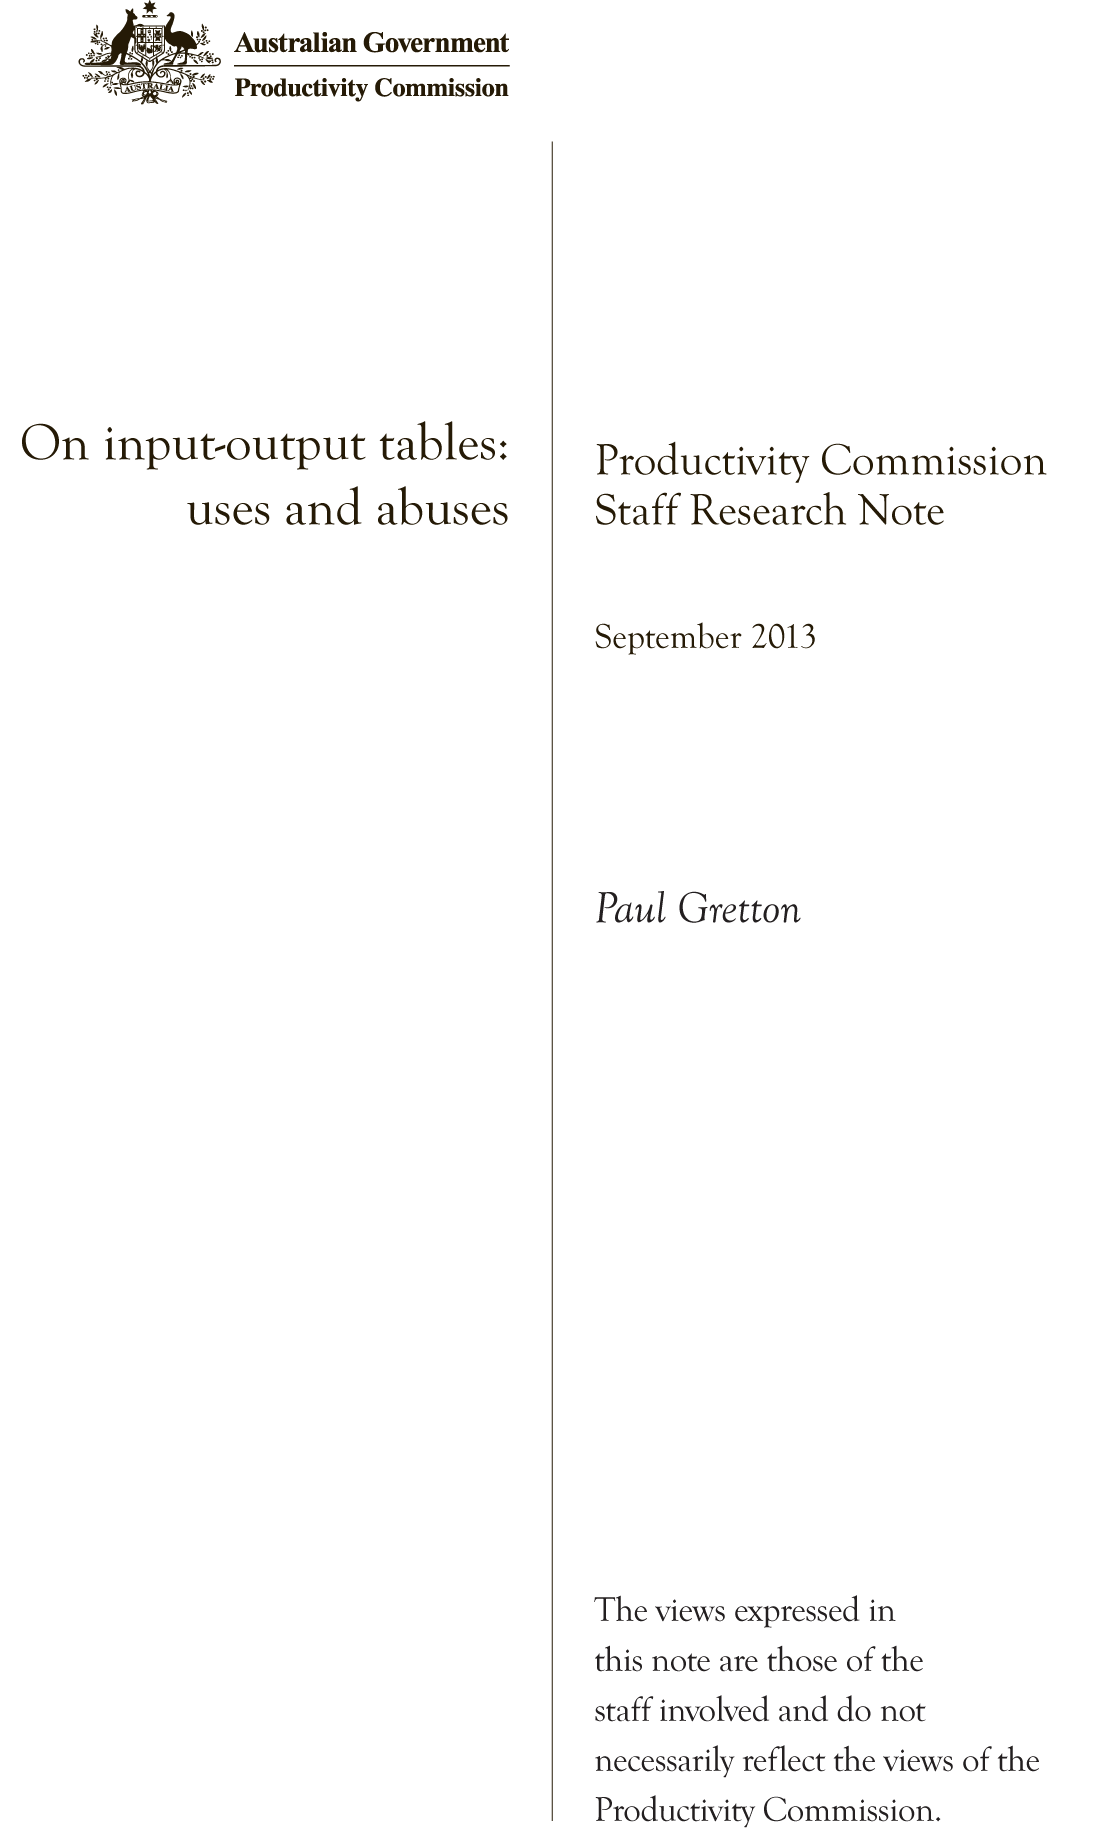 Australian Government
Productivity Commission
AUSTRALIA
On input-output tables:
uses and abuses
Productivity Commission
Staff Research Note
September 2013
Paul Gretton
The views expressed in
this note are those of the
staff involved and do not
necessarily reflect the views of the
Productivity Commission.